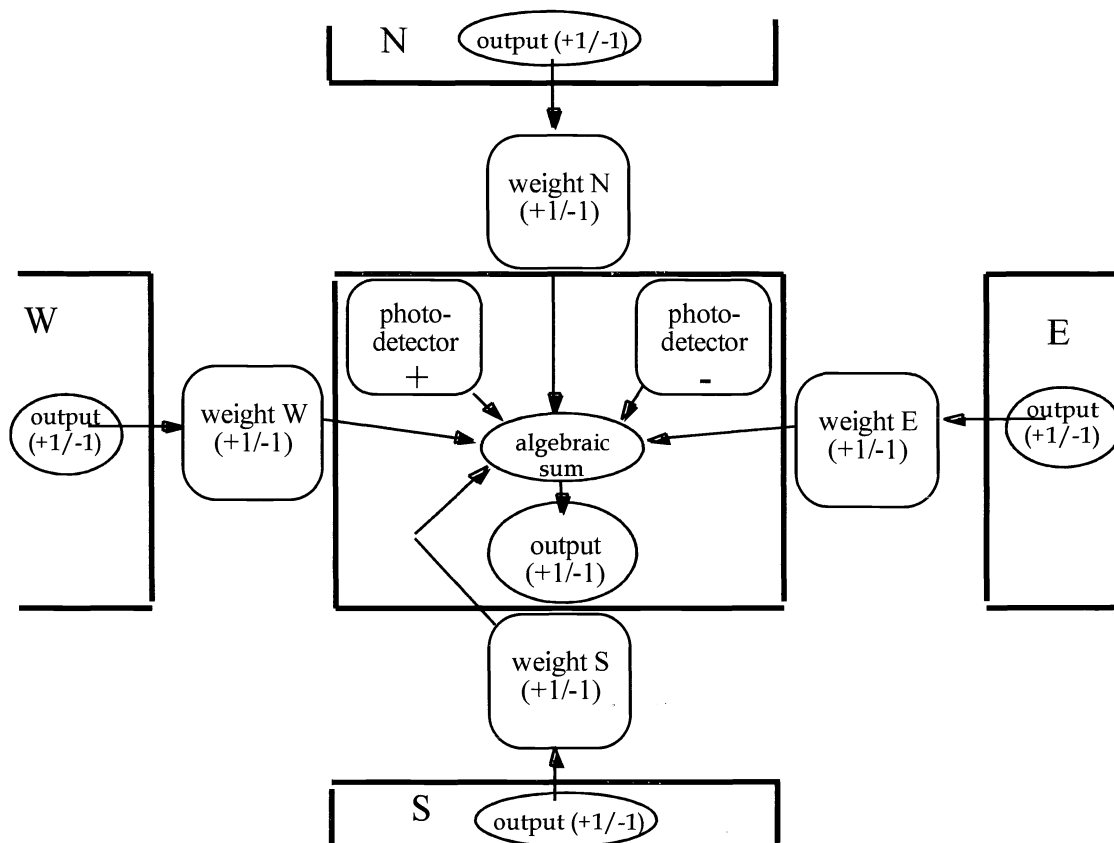 N
output (+1/-1)
weight N
(+1/-1)
W
photo-
detector
+
photo-
detector
-
E
output
(+1/-1)
weight W
(+1/-1)
algebraic
sum
weight E
(+1/-1)
output
(+1/-1)
output
(+1/-1)
weight S
(+1/-1)
S
output (+1/-1)